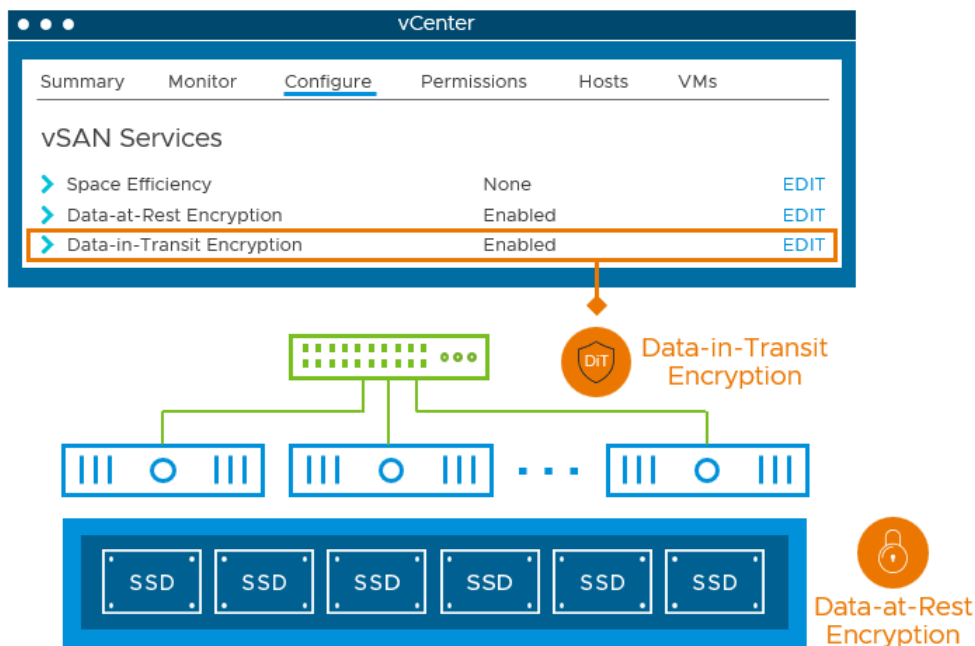 vCenter
Summary Monitor Configure Permissions Hosts VMs
vSAN Services
Space Efficiency None EDIT
Data-at-Rest Encryption Enabled EDIT
Data-in-Transit Encryption Enabled EDIT
DiT
Data-in-Transit
Encryption
SSD SSD SSD SSD SSD SSD
Data-at-Rest
Encryption